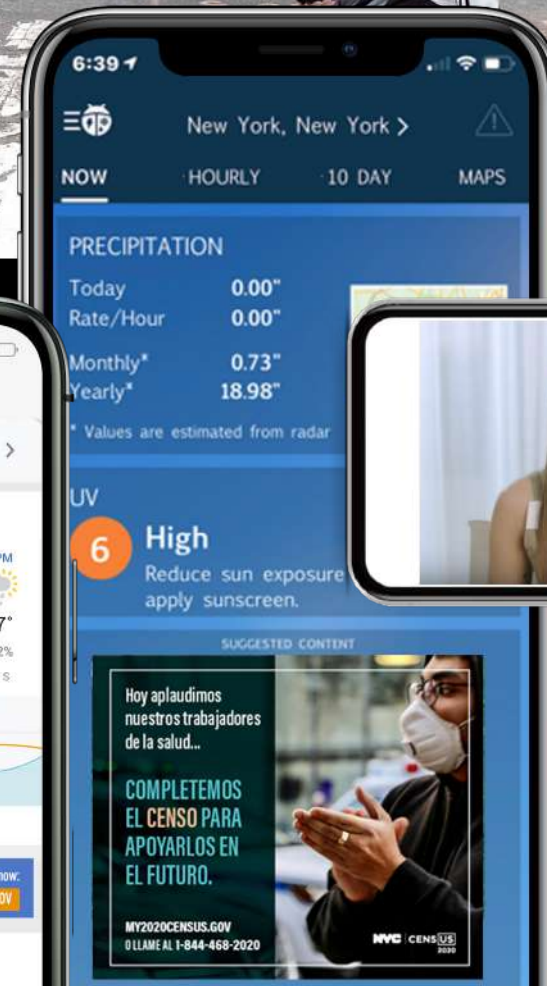 6:39
New York, New York >
NOW
HOURLY
10 DAY
MAPS
PRECIPITATION
Today 0.00"
Rate/Hour 0.00"
Monthly* 0.73"
Yearly* 18.98"
* Values are estimated from radar
UV
6
High
Reduce sun exposure
apply sunscreen.
SUGGESTED CONTENT
Hoy aplaudimos
nuestros trabajadores
de la salud...
COMPLETEMOS
EL CENSO PARA
APOYARLOS EN
EL FUTURO.
MY2020CENSUS.GOV
O LLAME AL 1-844-468-2020
NYC CENSUS
2020
now: